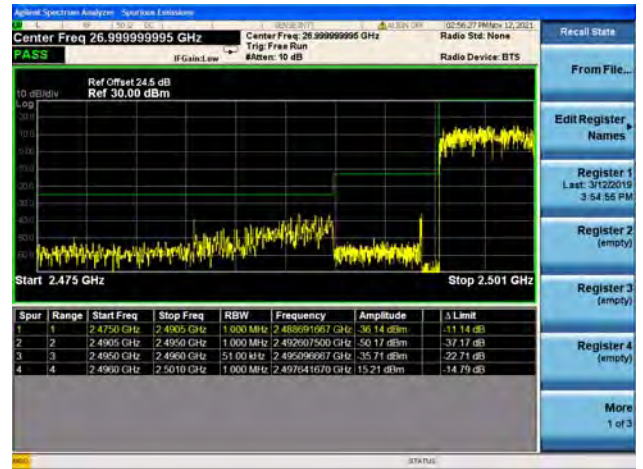 Agilent Spectrum Analyzer Spurious Emissions
SENSE:INT ALIGN OFF 02:56:27 PM Nov 12, 2021
Center Freq 26.999999995 GHz
Center Freq: 26.999999995 GHz
Radio Std: None
Trig: Free Run
PASS
IFGain:Low
#Atten: 10 dB
Radio Device: BTS
Ref Offset 24.5 dB
10 dB/div Ref 30.00 dBm
Log
Start 2.475 GHz
Stop 2.501 GHz
Spur Range Start Freq Stop Freq RBW Frequency Amplitude Δ Limit
1 1 2.4750 GHz 2.4905 GHz 1.000 MHz 2.488691667 GHz -36.14 dBm -11.14 dB
2 2 2.4905 GHz 2.4950 GHz 1.000 MHz 2.492607500 GHz -50.17 dBm -37.17 dB
3 3 2.4950 GHz 2.4960 GHz 51.00 kHz 2.495096667 GHz -35.71 dBm -22.71 dB
4 4 2.4960 GHz 2.5010 GHz 1.000 MHz 2.497641670 GHz 15.21 dBm -14.79 dB
MSG
STATUS
Recall State
From File...
Edit Register
Names
Register 1
Last: 3/12/2019
3:54:55 PM
Register 2
(empty)
Register 3
(empty)
Register 4
(empty)
More
1 of 3